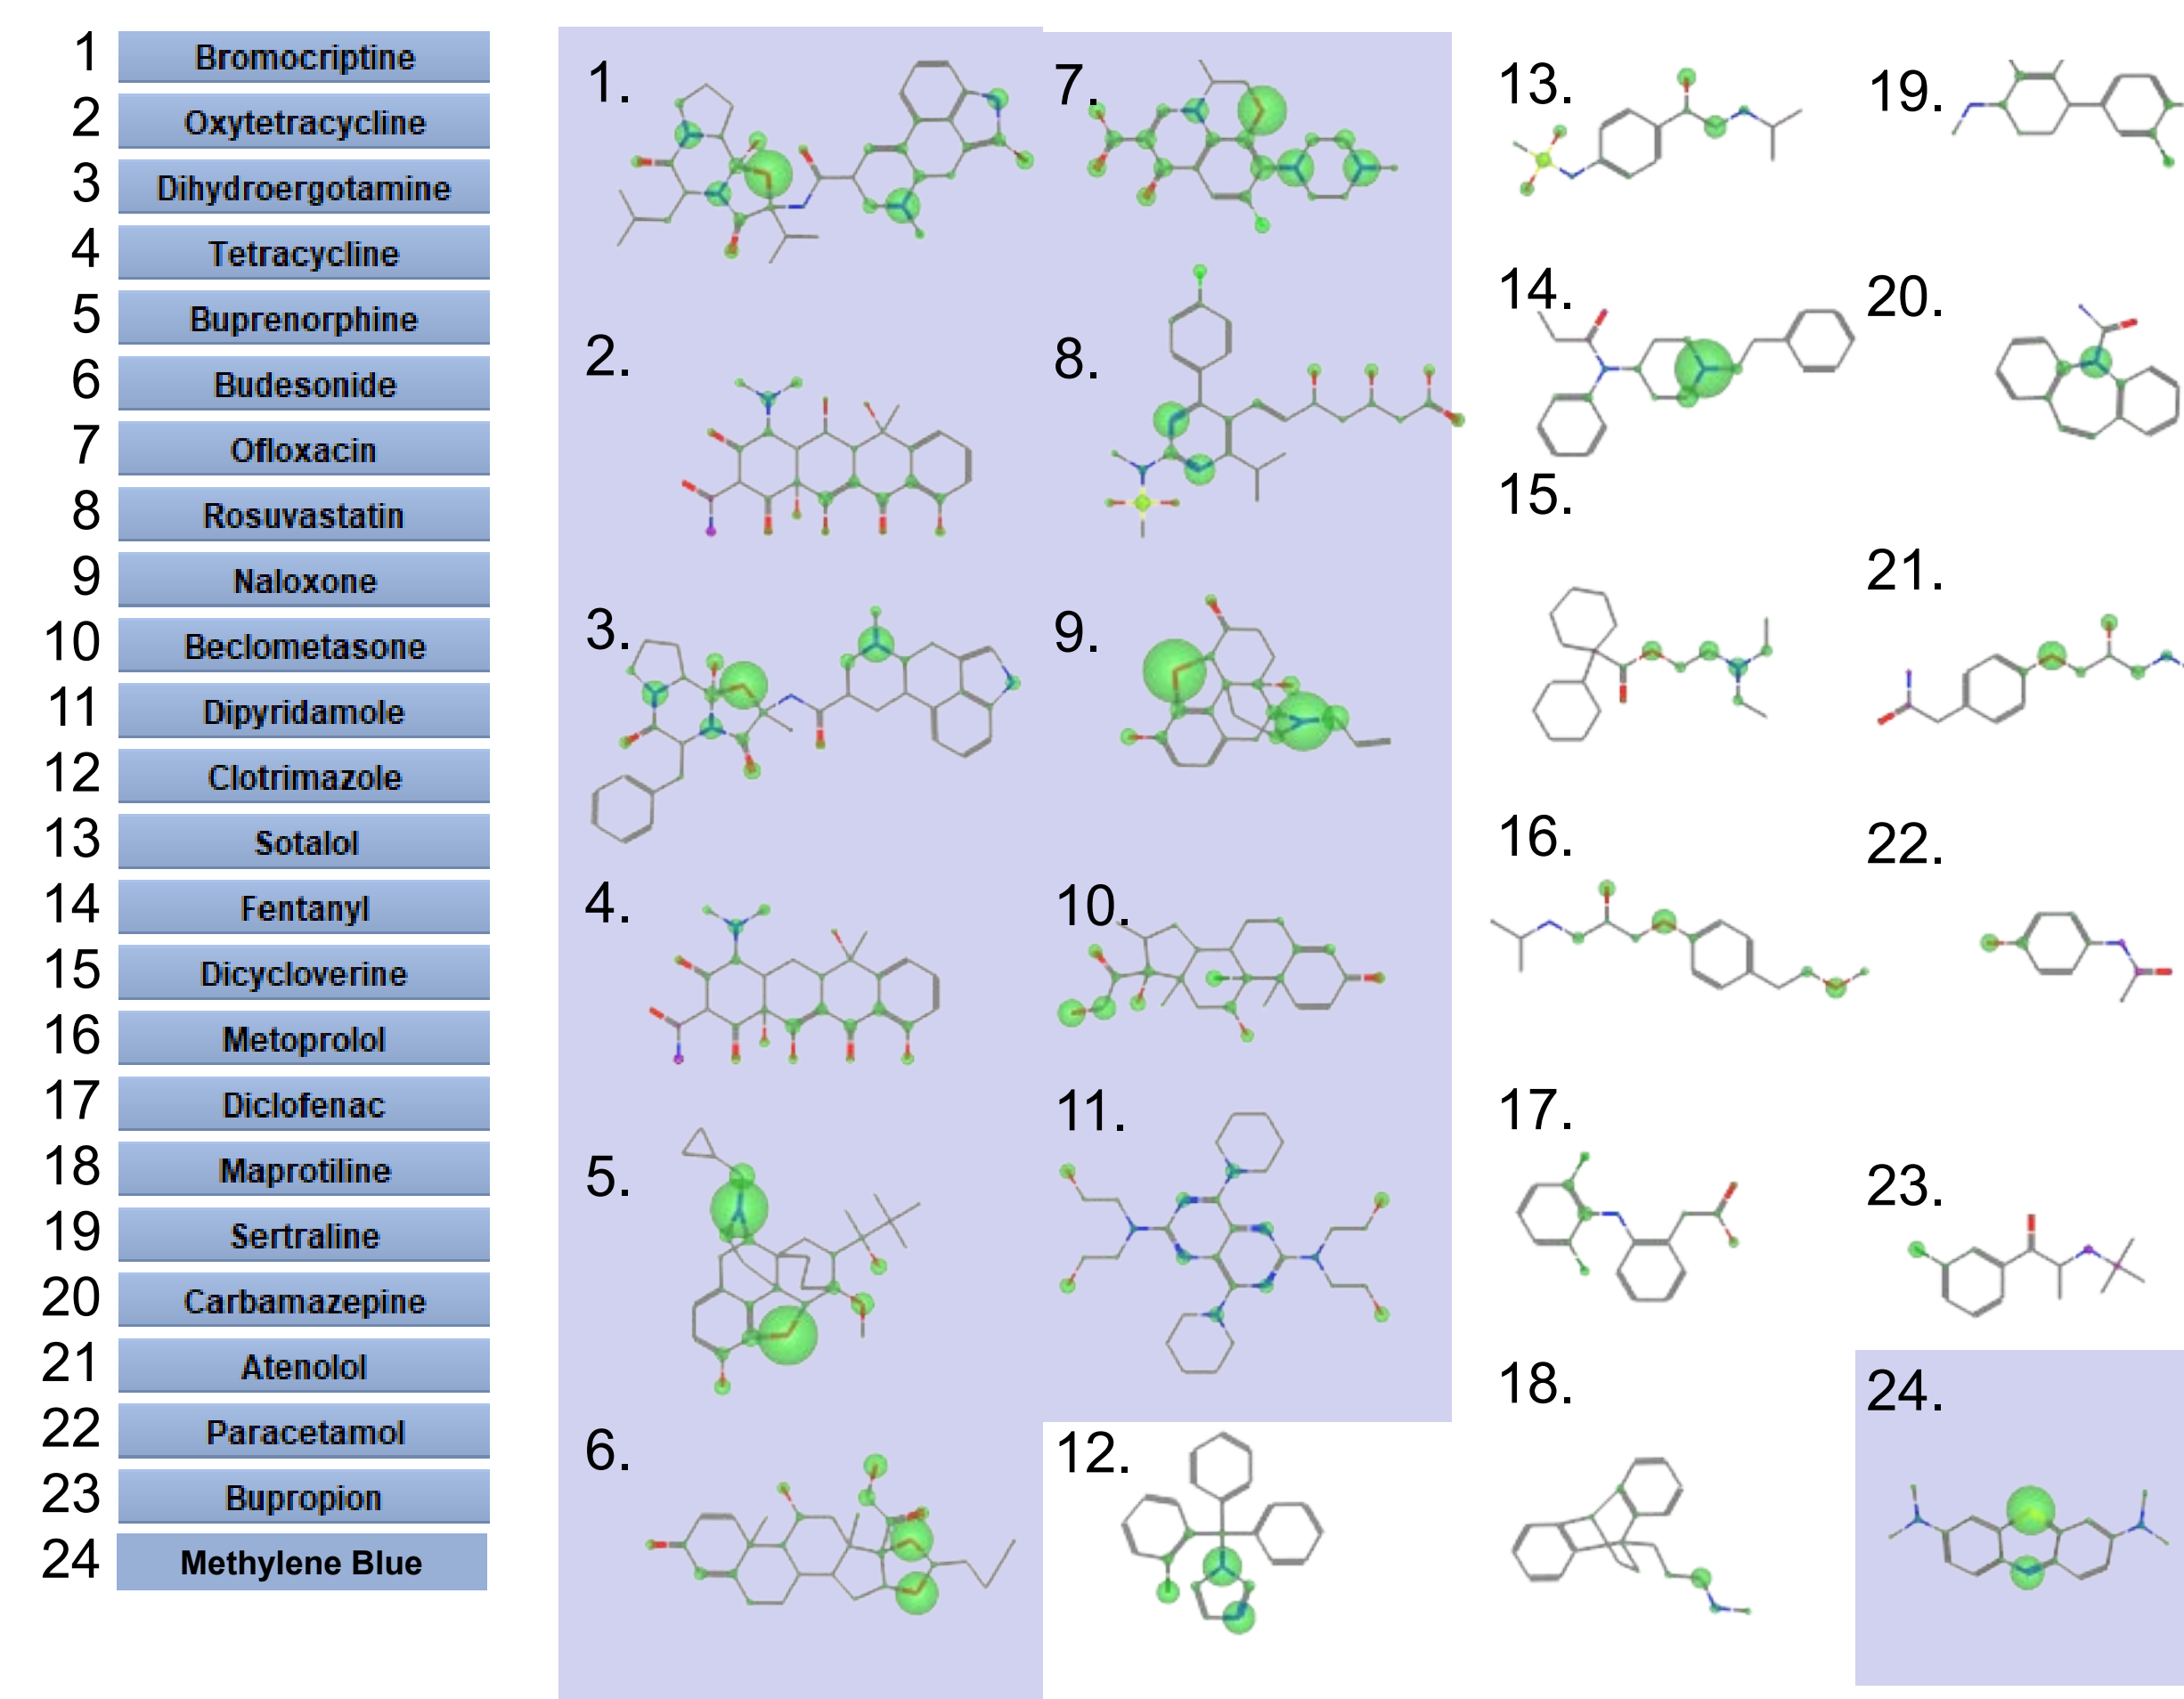 1 Bromocriptine
2 Oxytetracycline
3 Dihydroergotamine
4 Tetracycline
5 Buprenorphine
6 Budesonide
7 Ofloxacin
8 Rosuvastatin
9 Naloxone
10 Beclometasone
11 Dipyridamole
12 Clotrimazole
13 Sotalol
14 Fentanyl
15 Dicycloverine
16 Metoprolol
17 Diclofenac
18 Maprotiline
19 Sertraline
20 Carbamazepine
21 Atenolol
22 Paracetamol
23 Bupropion
24 Methylene Blue
1.
2.
3.
4.
5.
6.
7.
8.
9.
10.
11.
12.
13.
14.
15.
16.
17.
18.
19.
20.
21.
22.
23.
24.